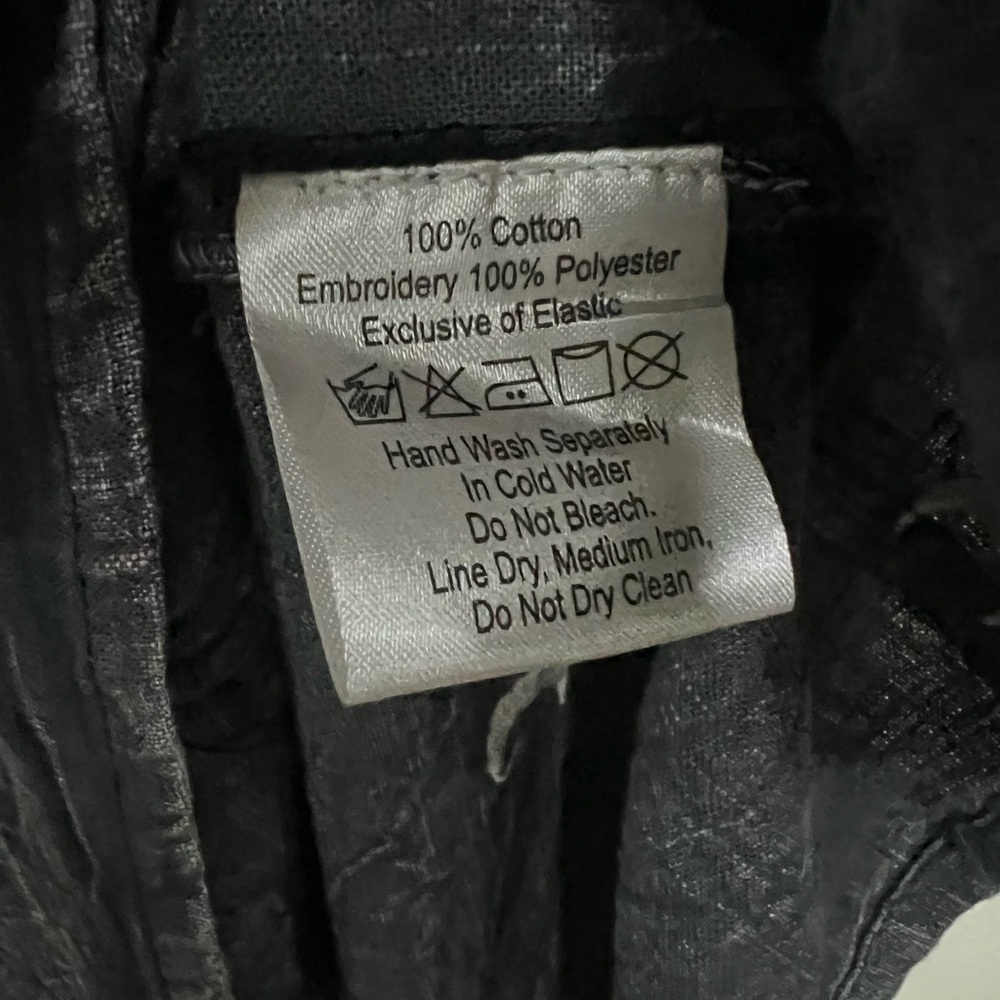 100% Cotton
Embroidery 100% Polyester
Exclusive of Elastic
Hand Wash Separately
In Cold Water
Do Not Bleach.
Line Dry, Medium Iron,
Do Not Dry Clean